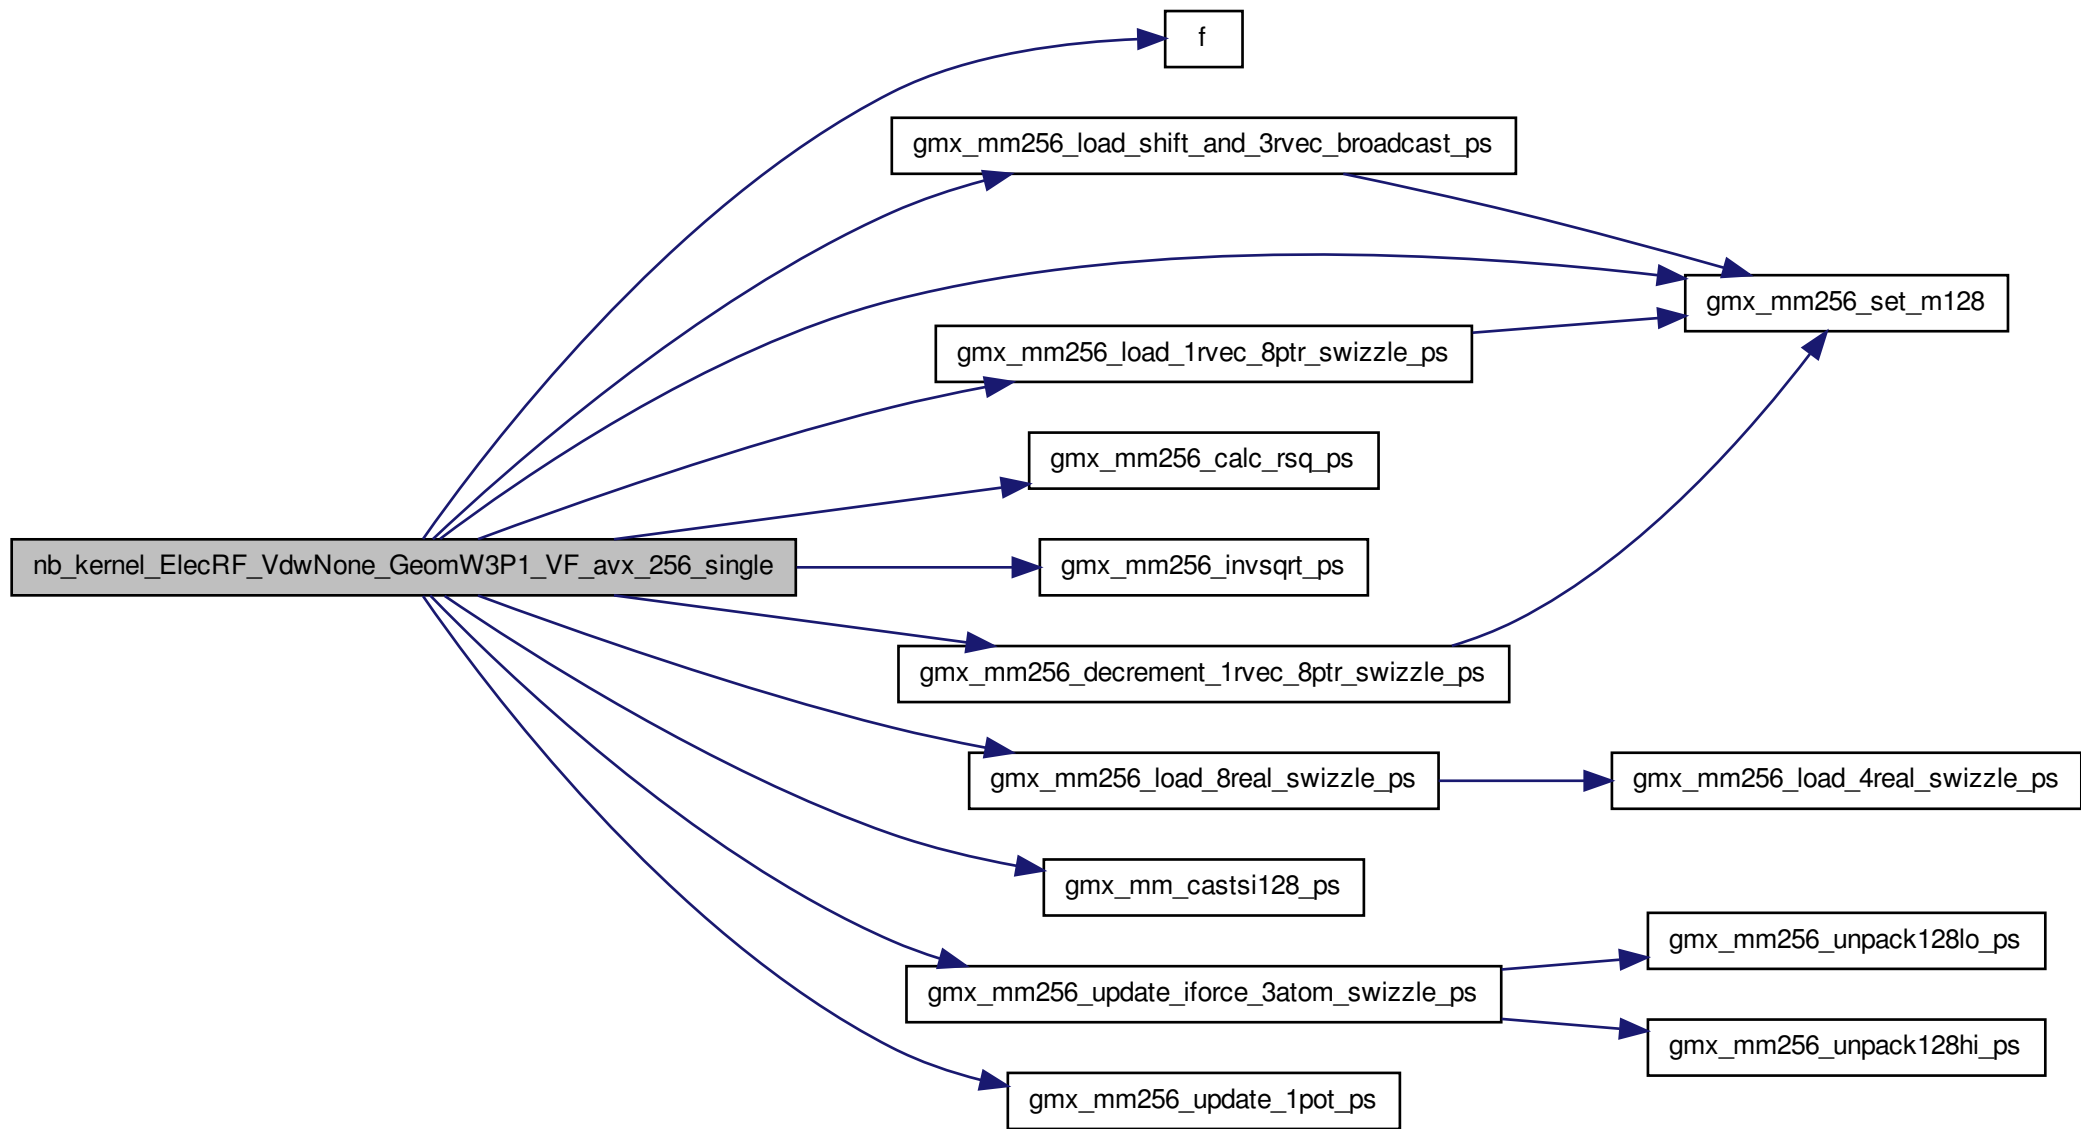 f
gmx_mm256_load_shift_and_3rvec_broadcast_ps
gmx_mm256_set_m128
gmx_mm256_load_1rvec_8ptr_swizzle_ps
gmx_mm256_calc_rsq_ps
nb_kernel_ElecRF_VdwNone_GeomW3P1_VF_avx_256_single
gmx_mm256_invsqrt_ps
gmx_mm256_decrement_1rvec_8ptr_swizzle_ps
gmx_mm256_load_8real_swizzle_ps
gmx_mm256_load_4real_swizzle_ps
gmx_mm_castsi128_ps
gmx_mm256_unpack128lo_ps
gmx_mm256_update_iforce_3atom_swizzle_ps
gmx_mm256_unpack128hi_ps
gmx_mm256_update_1pot_ps